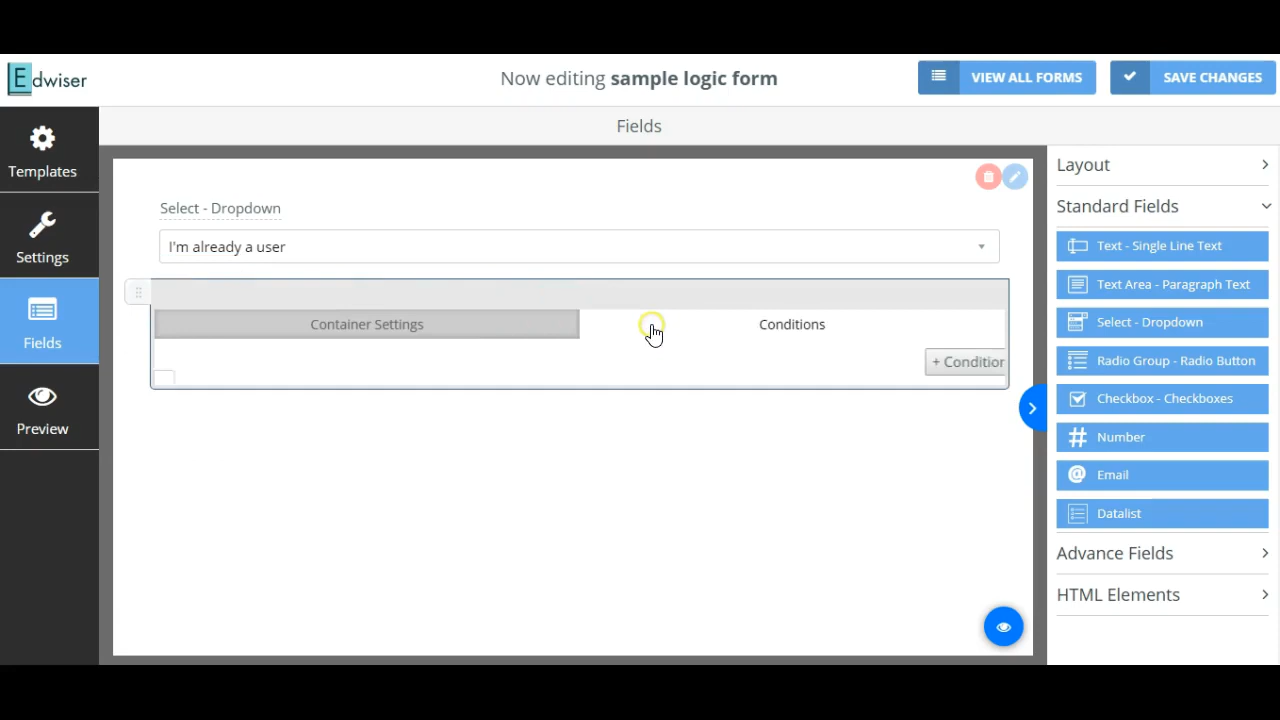 Edwiser
Now editing sample logic form
VIEW ALL FORMS
SAVE CHANGES
Templates
Settings
Fields
Preview
Fields
Select - Dropdown
I'm already a user
Container Settings
Conditions
+ Condition
Layout
Standard Fields
Text - Single Line Text
Text Area - Paragraph Text
Select - Dropdown
Radio Group - Radio Button
Checkbox - Checkboxes
Number
Email
Datalist
Advance Fields
HTML Elements